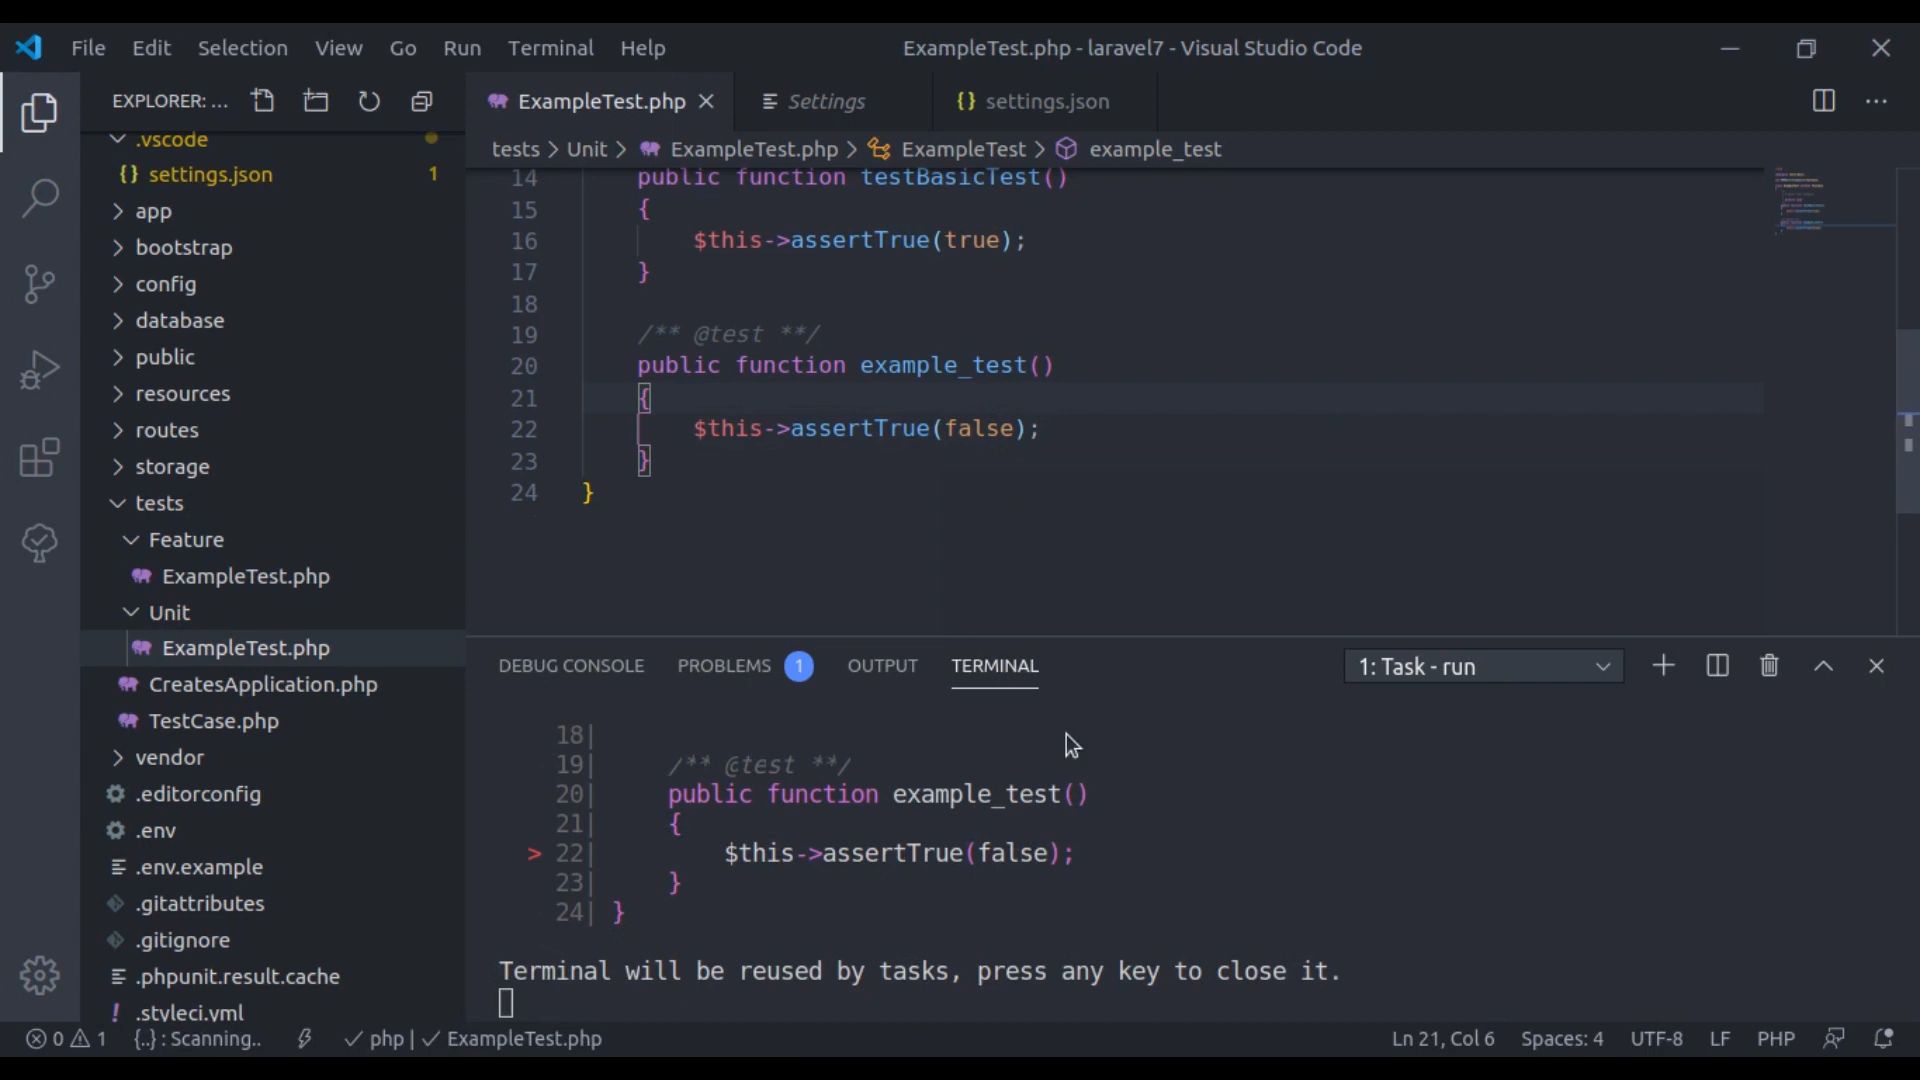 File Edit Selection View Go Run Terminal Help
ExampleTest.php - laravel7 - Visual Studio Code
EXPLORER: ...
ExampleTest.php
Settings
{} settings.json
tests > Unit > ExampleTest.php > ExampleTest > example_test
.vscode
{} settings.json 1
app
bootstrap
config
database
public
resources
routes
storage
tests
Feature
ExampleTest.php
Unit
ExampleTest.php
CreatesApplication.php
TestCase.php
vendor
.editorconfig
.env
.env.example
.gitattributes
.gitignore
.phpunit.result.cache
! .styleci.yml
14 public function testBasicTest()
15 {
16 $this->assertTrue(true);
17 }
18
19 /** @test **/
20 public function example_test()
21 {
22 $this->assertTrue(false);
23 }
24 }
DEBUG CONSOLE PROBLEMS 1 OUTPUT TERMINAL
1: Task - run
18|
19| /** @test **/
20| public function example_test()
21| {
> 22| $this->assertTrue(false);
23| }
24| }
Terminal will be reused by tasks, press any key to close it.
0 1 {..} : Scanning.. php | ExampleTest.php
Ln 21, Col 6 Spaces: 4 UTF-8 LF PHP